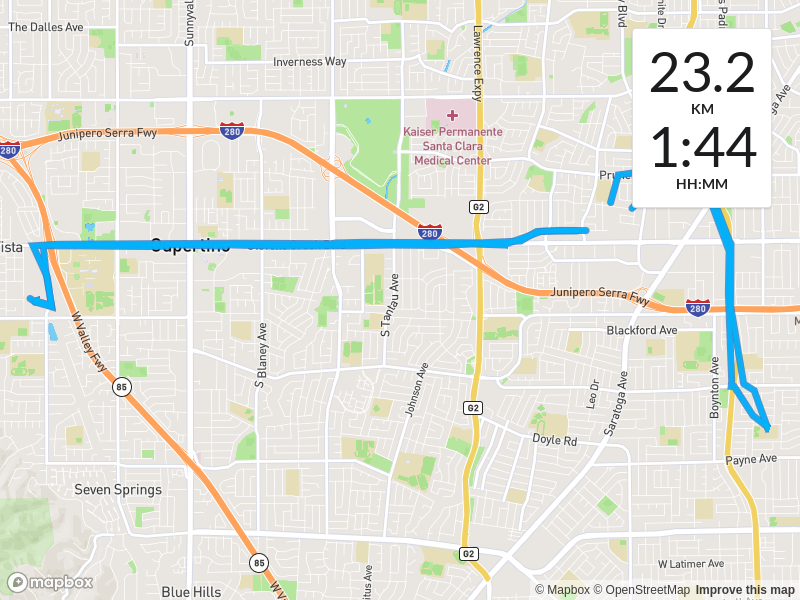 The Dalles Ave
Sunnyval
Inverness Way
Lawrence Expy
23.2
KM
1:44
HH:MM
Junipero Serra Fwy
280
280
Kaiser Permanente
Santa Clara
Medical Center
G2
280
Cupertino
Junipero Serra Fwy
280
S Tantau Ave
Blackford Ave
W Valley Fwy
S Blaney Ave
85
Johnson Ave
Leo Dr
Saratoga Ave
Boynton Ave
G2
Doyle Rd
Payne Ave
Seven Springs
G2
85
W Latimer Ave
Blue Hills
mapbox
© Mapbox © OpenStreetMap Improve this map